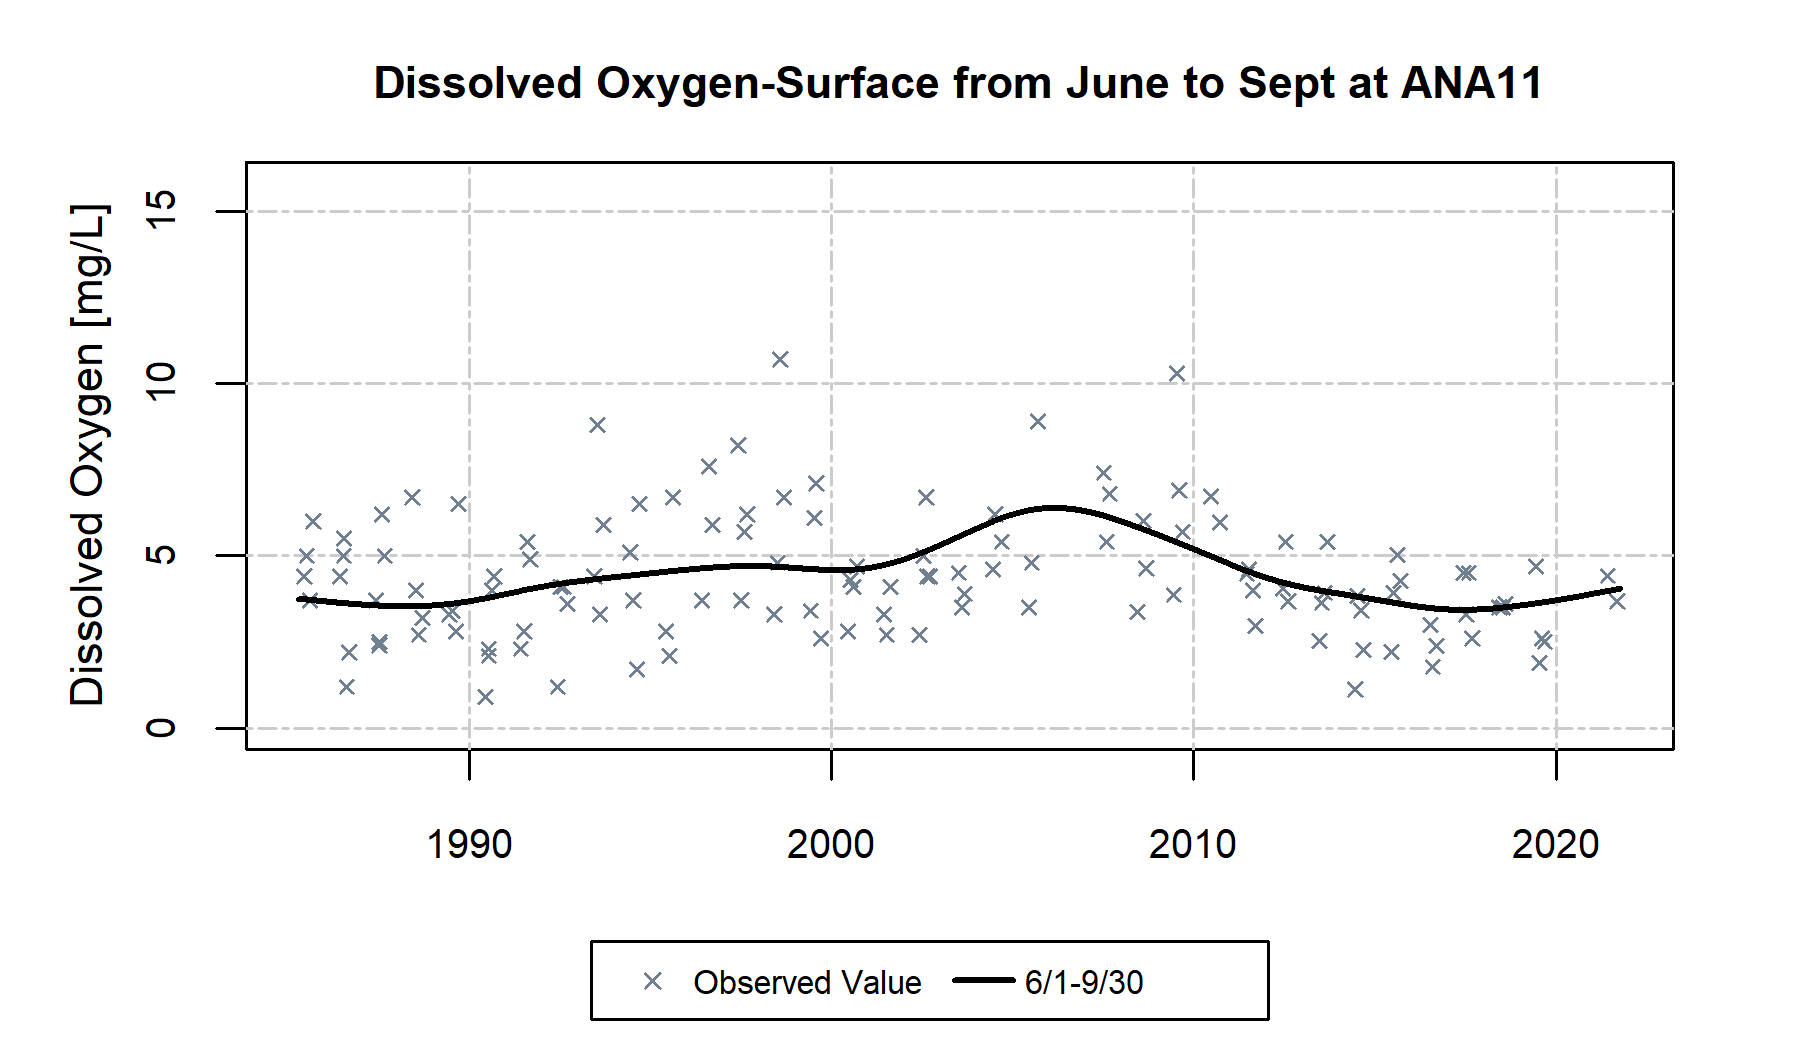 Dissolved Oxygen-Surface from June to Sept at ANA11
Dissolved Oxygen [mg/L]
15
10
5
0
1990 2000 2010 2020
Observed Value 6/1-9/30